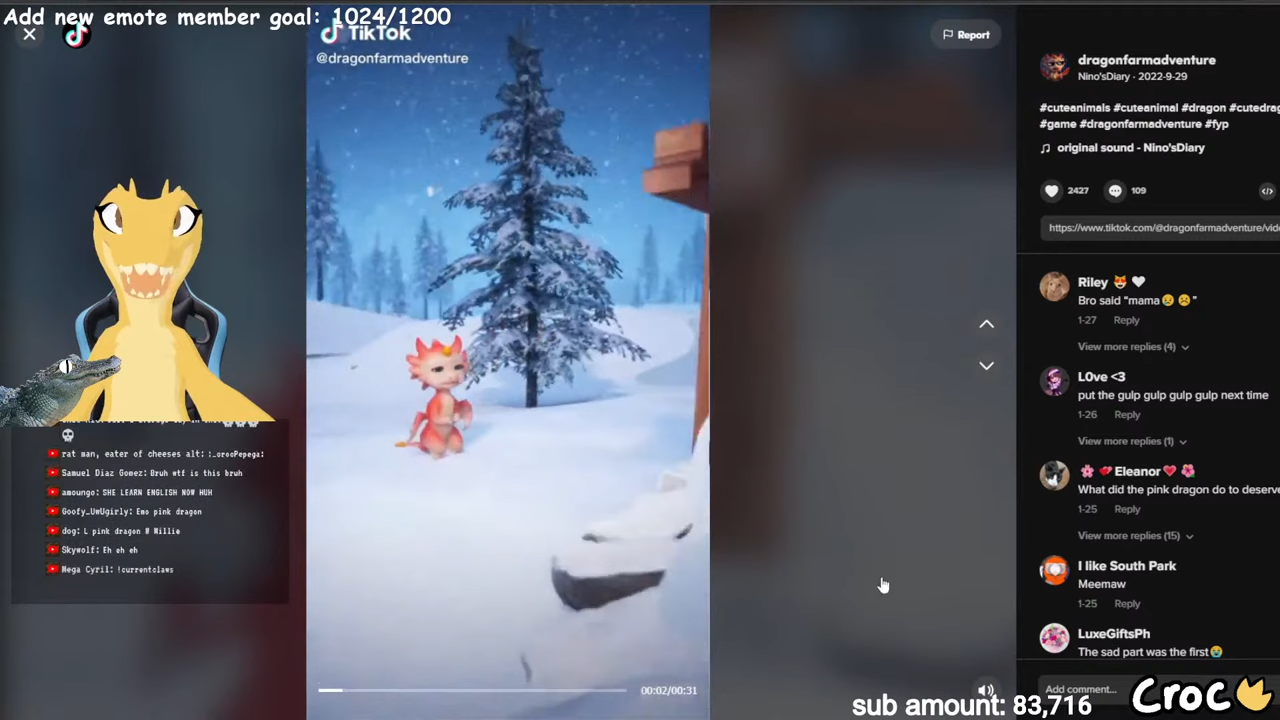 Add new emote member goal: 1024/1200
TikTok
@dragonfarmadventure
Report
dragonfarmadventure
Nino'sDiary · 2022-9-29
#cuteanimals #cuteanimal #dragon #cutedrag
#game #dragonfarmadventure #fyp
original sound - Nino'sDiary
2427
109
https://www.tiktok.com/@dragonfarmadventure/vide
Riley
Bro said "mama
1-27 Reply
View more replies (4)
L0ve <3
put the gulp gulp gulp gulp next time
1-26 Reply
View more replies (1)
Eleanor
What did the pink dragon do to deserve
1-25 Reply
View more replies (15)
I like South Park
Meemaw
1-25 Reply
LuxeGiftsPh
The sad part was the first
Add comment...
rat man, eater of cheeses alt: :_crocPepega:
Samuel Diaz Gomez: Bruh wtf is this bruh
amoungo: SHE LEARN ENGLISH NOW HUH
Goofy_UwUgirly: Emo pink dragon
dog: L pink dragon W Willie
Skywolf: Eh eh eh
Mega Cyril: !currentclaws
00:02/00:31
sub amount: 83,716
Croc